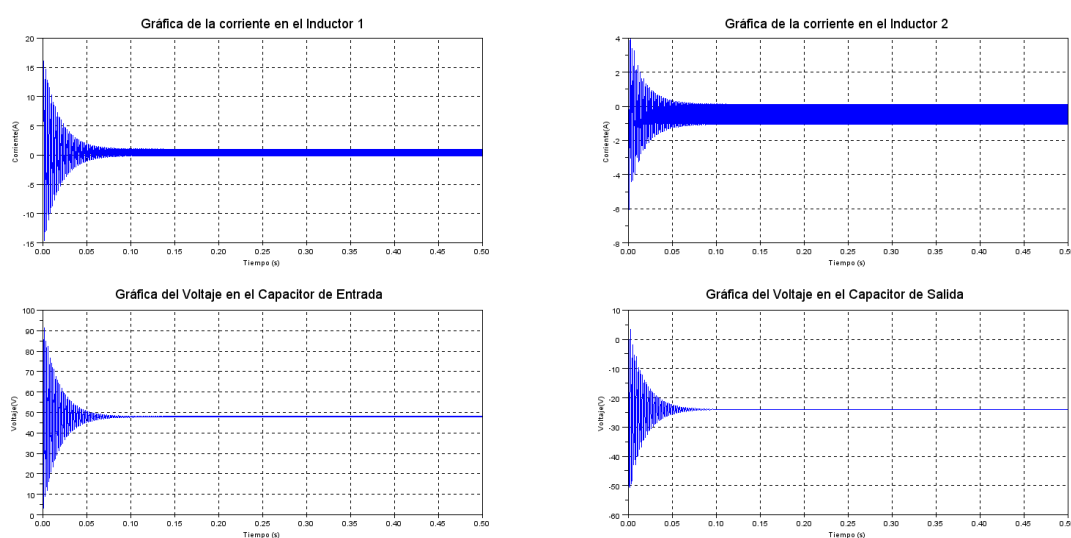 Gráfica de la corriente en el Inductor 1
20
15
10
5
0
-5
-10
-15
Corriente(A)
0.00 0.05 0.10 0.15 0.20 0.25 0.30 0.35 0.40 0.45 0.50
Tiempo (s)
Gráfica de la corriente en el Inductor 2
4
2
0
-2
-4
-6
-8
Corriente(A)
0.00 0.05 0.10 0.15 0.20 0.25 0.30 0.35 0.40 0.45 0.50
Tiempo (s)
Gráfica del Voltaje en el Capacitor de Entrada
100
90
80
70
60
50
40
30
20
10
0
Voltaje(V)
0.00 0.05 0.10 0.15 0.20 0.25 0.30 0.35 0.40 0.45 0.50
Tiempo (s)
Gráfica del Voltaje en el Capacitor de Salida
10
0
-10
-20
-30
-40
-50
-60
Voltaje(V)
0.00 0.05 0.10 0.15 0.20 0.25 0.30 0.35 0.40 0.45 0.50
Tiempo (s)